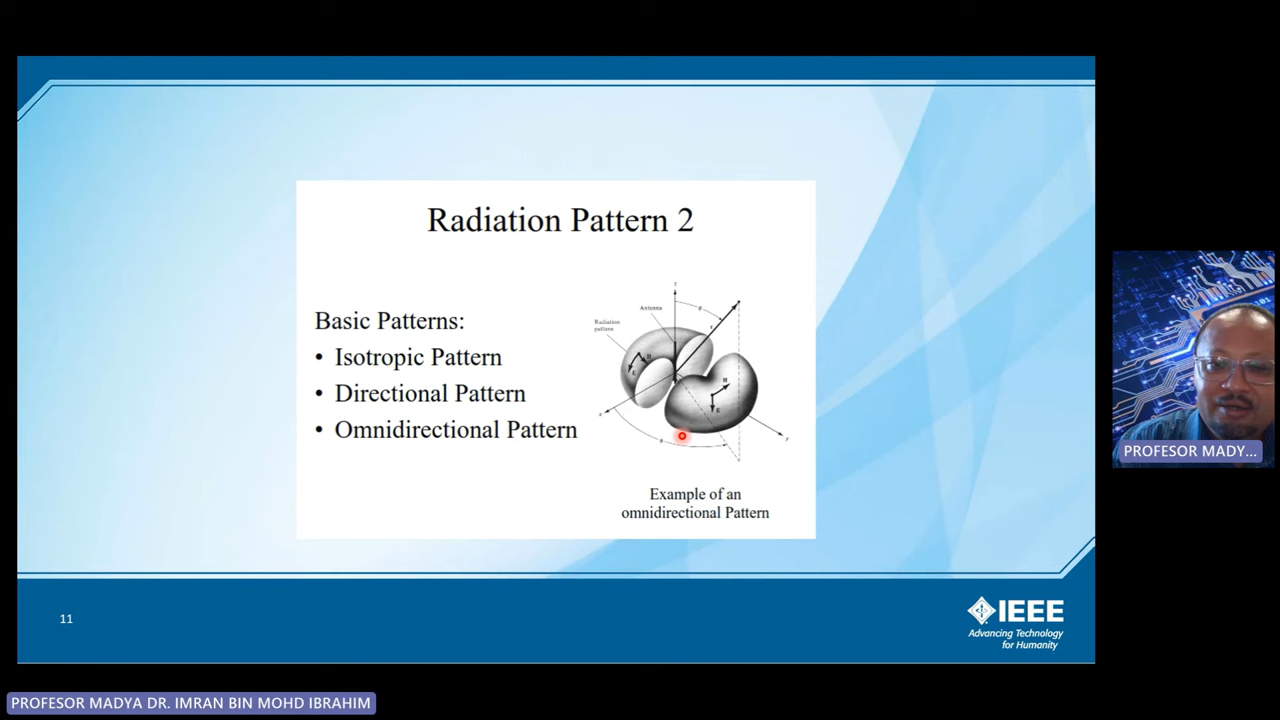 Radiation Pattern 2
Basic Patterns:
• Isotropic Pattern
• Directional Pattern
• Omnidirectional Pattern
Antenna
Radiation
pattern
H
E
H
E
r
θ
x
y
Example of an
omnidirectional Pattern
11
IEEE
Advancing Technology
for Humanity
PROFESOR MADY...
PROFESOR MADYA DR. IMRAN BIN MOHD IBRAHIM